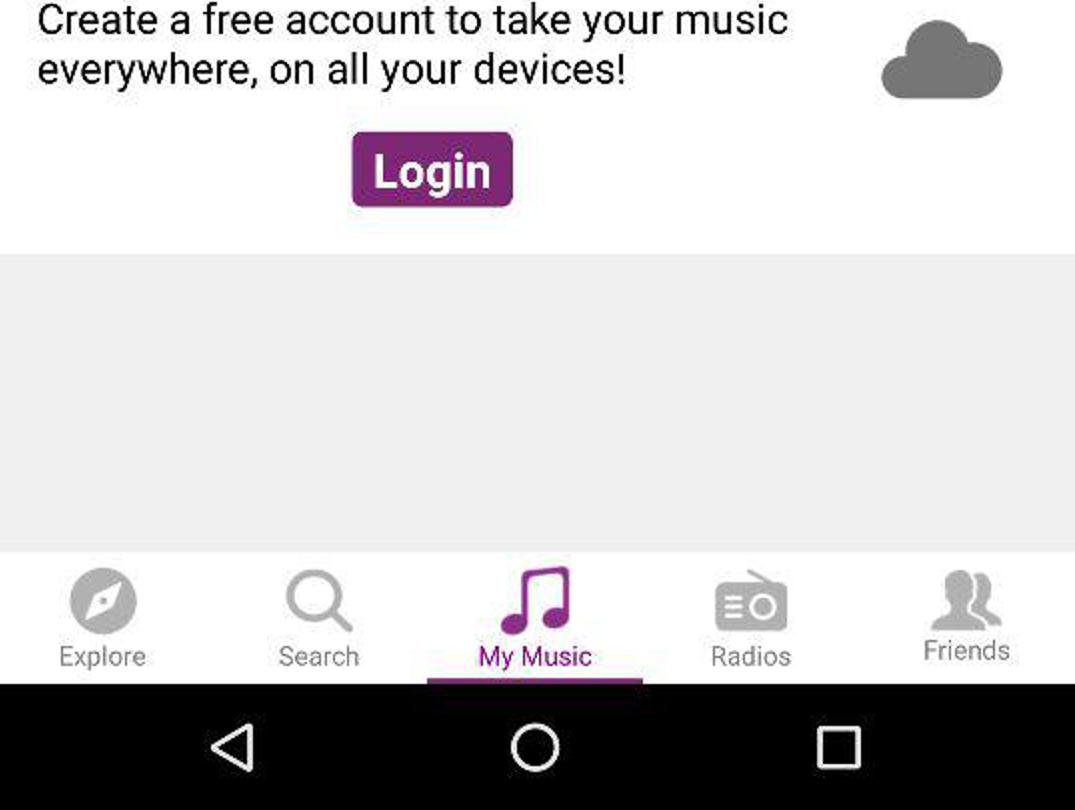 Create a free account to take your music
everywhere, on all your devices!
Login
Explore
Search
My Music
Radios
Friends